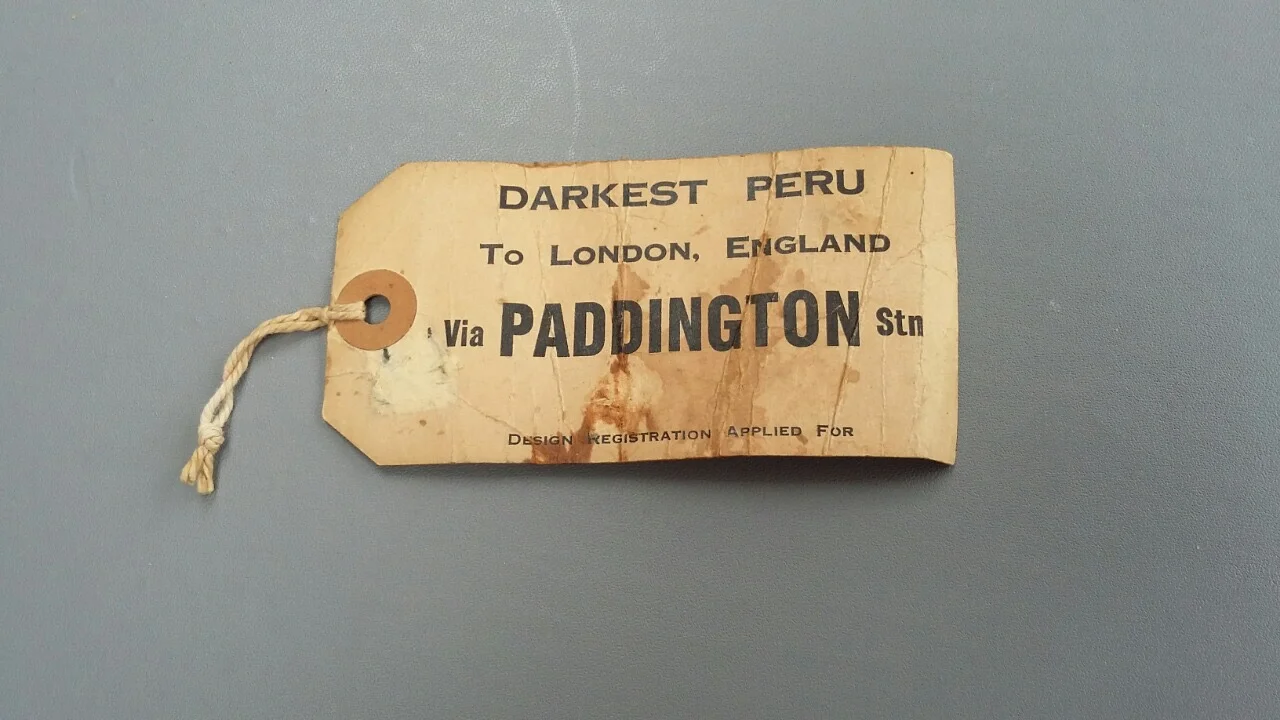 DARKEST PERU
TO LONDON, ENGLAND
Via PADDINGTON Stn
DESIGN REGISTRATION APPLIED FOR